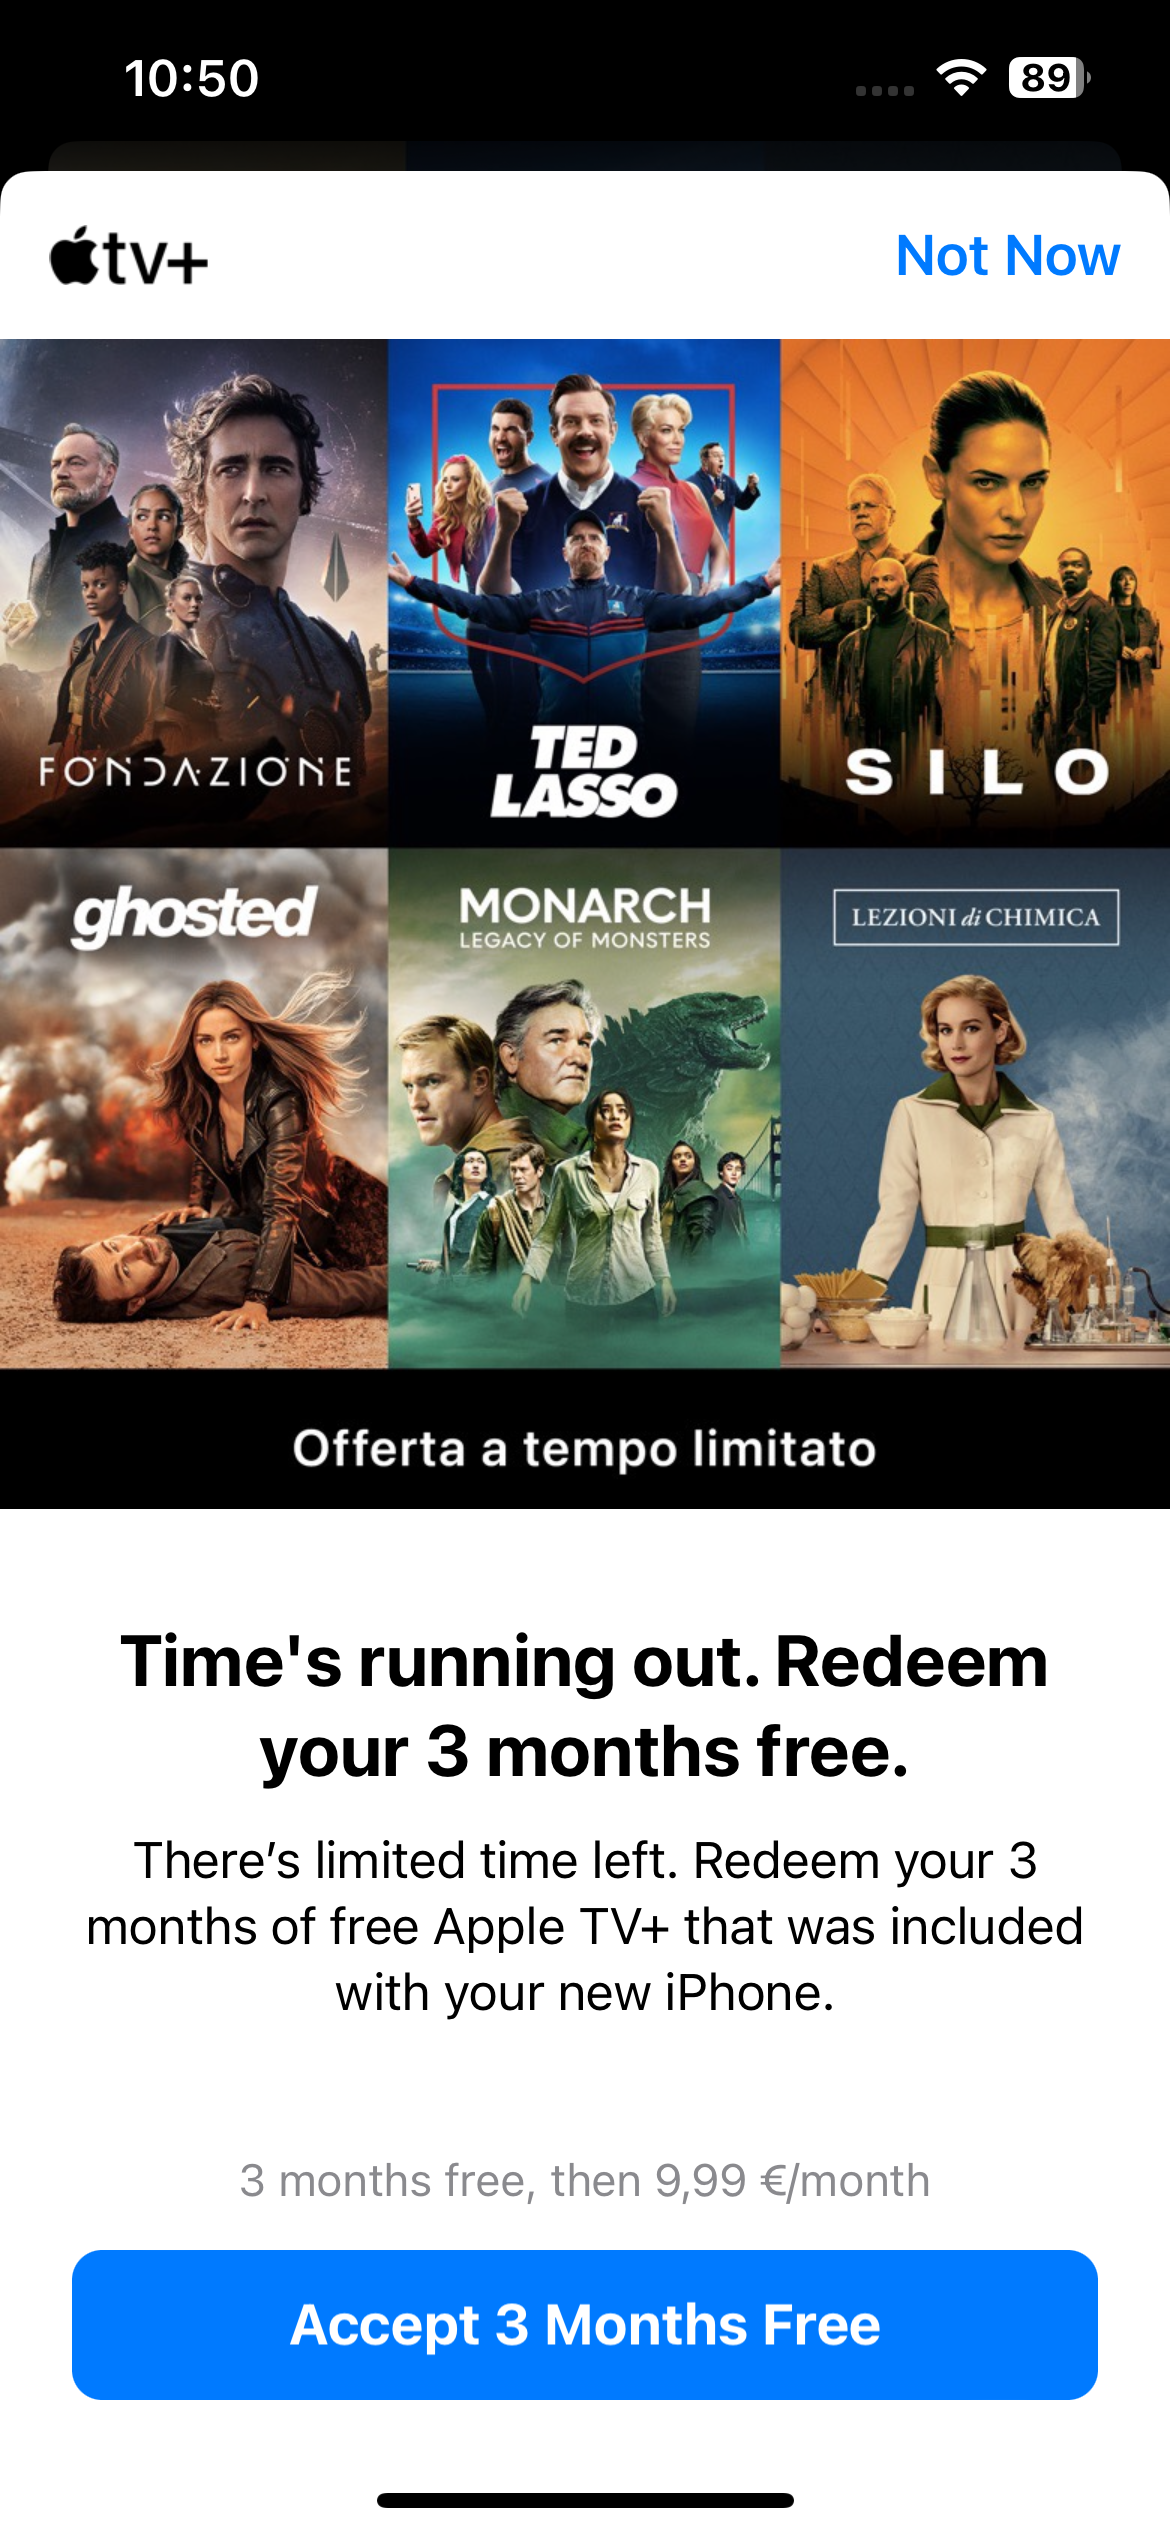 10:50
89
tv+
Not Now
FONDAZIONE
TED
LASSO
SILO
ghosted
MONARCH
LEGACY OF MONSTERS
LEZIONI di CHIMICA
Offerta a tempo limitato
Time's running out. Redeem
your 3 months free.
There’s limited time left. Redeem your 3
months of free Apple TV+ that was included
with your new iPhone.
3 months free, then 9,99 €/month
Accept 3 Months Free